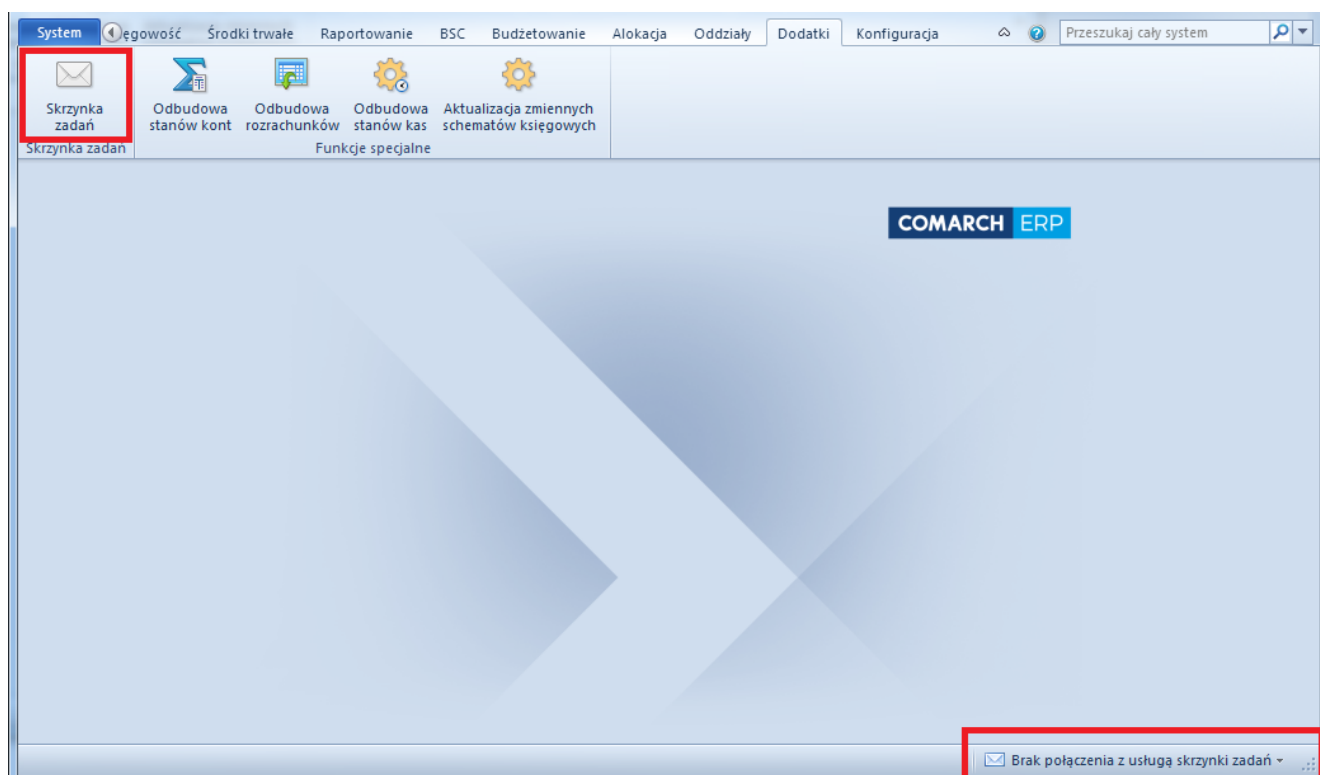 System ęgowość Środki trwałe Raportowanie BSC Budżetowanie Alokacja Oddziały Dodatki Konfiguracja Przeszukaj cały system
Skrzynka zadań
Odbudowa stanów kont
Odbudowa rozrachunków
Odbudowa stanów kas
Aktualizacja zmiennych schematów księgowych
Skrzynka zadań Funkcje specjalne
COMARCH ERP
Brak połączenia z usługą skrzynki zadań